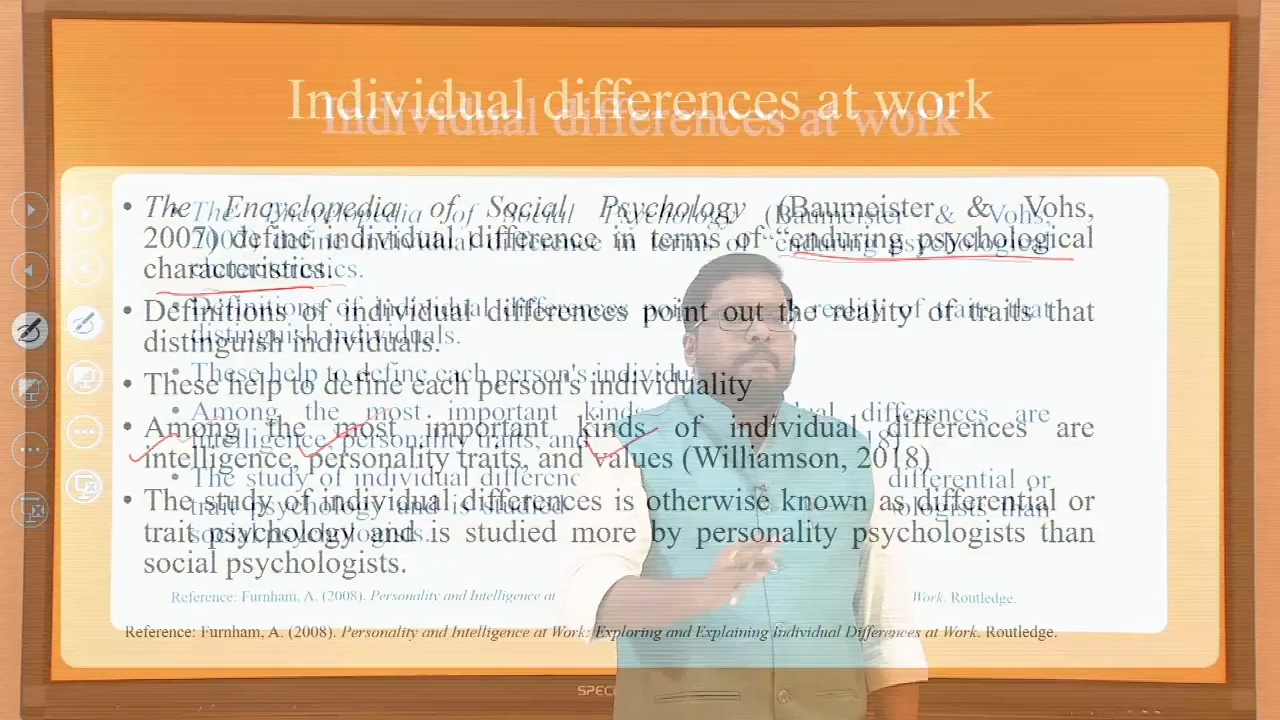 Individual differences at work
• The Encyclopedia of Social Psychology (Baumeister & Vohs,
2007) define individual difference in terms of “enduring psychological
characteristics.
• Definitions of individual differences point out the reality of traits that
distinguish individuals.
• These help to define each person's individuality
• Among the most important kinds of individual differences are
intelligence, personality traits, and values (Williamson, 2018)
• The study of individual differences is otherwise known as differential or
trait psychology and is studied more by personality psychologists than
social psychologists.
Reference: Furnham, A. (2008). Personality and Intelligence at Work: Exploring and Explaining Individual Differences at Work. Routledge.
SPEC